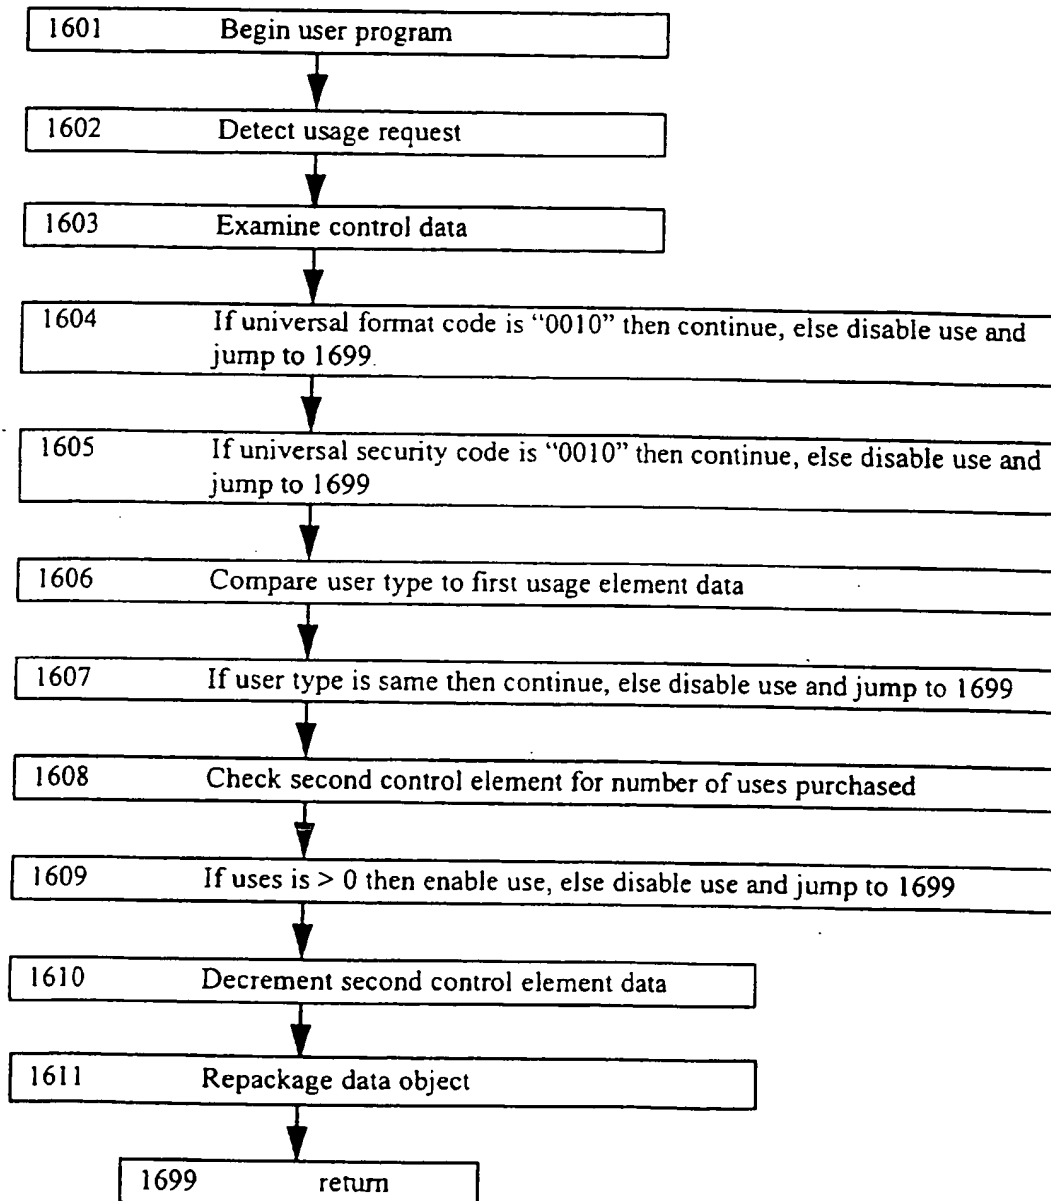 1601 Begin user program
1602 Detect usage request
1603 Examine control data
1604 If universal format code is “0010” then continue, else disable use and
jump to 1699.
1605 If universal security code is “0010” then continue, else disable use and
jump to 1699
1606 Compare user type to first usage element data
1607 If user type is same then continue, else disable use and jump to 1699
1608 Check second control element for number of uses purchased
1609 If uses is > 0 then enable use, else disable use and jump to 1699
1610 Decrement second control element data
1611 Repackage data object
1699 return